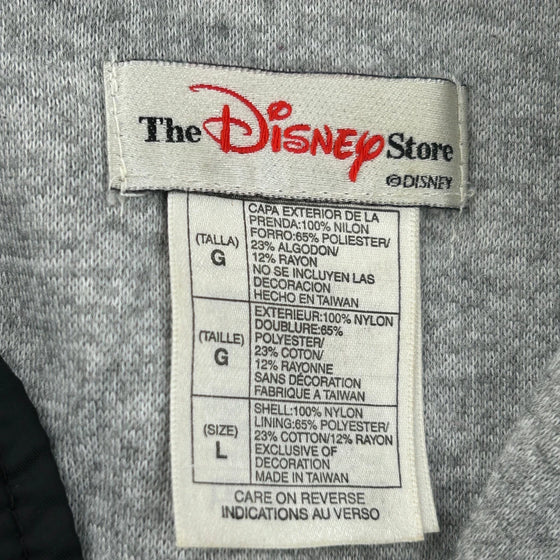 The Disney Store
©DISNEY
(TALLA)
G
CAPA EXTERIOR DE LA
PRENDA:100% NILON
FORRO:65% POLIESTER/
23% ALGODON/
12% RAYON
NO SE INCLUYEN LAS
DECORACION
HECHO EN TAIWAN
(TAILLE)
G
EXTERIEUR:100% NYLON
DOUBLURE:65%
POLYESTER/
23% COTON/
12% RAYONNE
SANS DÉCORATION
FABRIQUE A TAIWAN
(SIZE)
L
SHELL:100% NYLON
LINING:65% POLYESTER/
23% COTTON/12% RAYON
EXCLUSIVE OF
DECORATION
MADE IN TAIWAN
CARE ON REVERSE
INDICATIONS AU VERSO